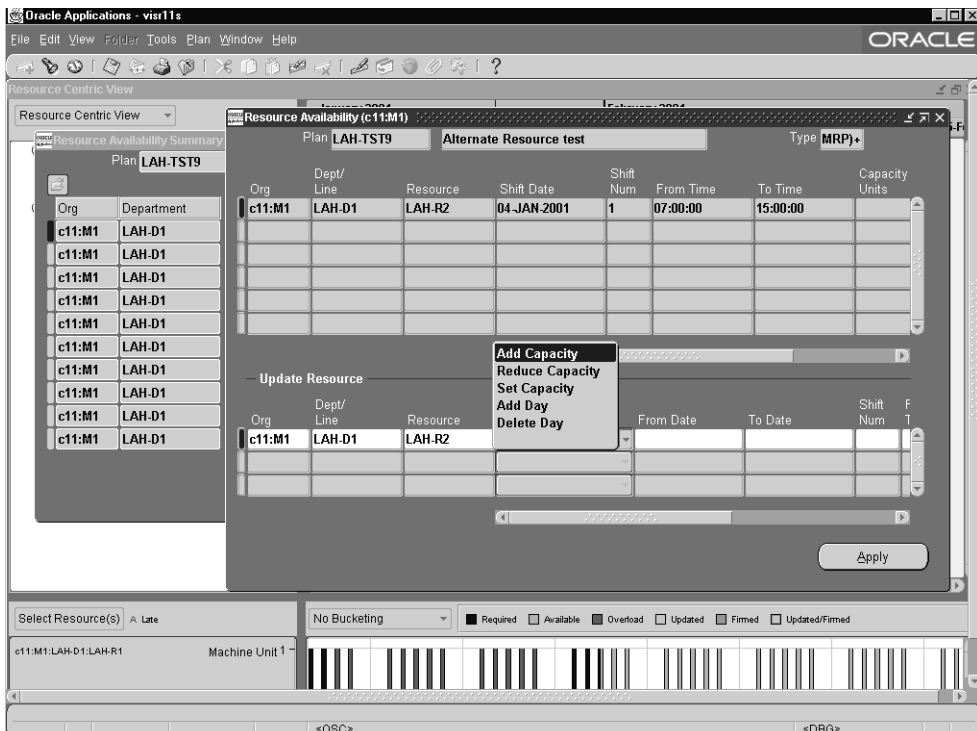 Oracle Applications - visr11s
File Edit View Folder Tools Plan Window Help
ORACLE
Resource Centric View
Resource Centric View
Resource Availability Summary
Plan LAH-TST9
Org Department
c11:M1 LAH-D1
c11:M1 LAH-D1
c11:M1 LAH-D1
c11:M1 LAH-D1
c11:M1 LAH-D1
c11:M1 LAH-D1
c11:M1 LAH-D1
c11:M1 LAH-D1
c11:M1 LAH-D1
c11:M1 LAH-D1
Resource Availability (c11:M1)
Plan LAH-TST9 Alternate Resource test Type MRP)+
Dept/ Shift Capacity
Org Line Resource Shift Date Num From Time To Time Units
c11:M1 LAH-D1 LAH-R2 04-JAN-2001 1 07:00:00 15:00:00
Add Capacity
Reduce Capacity
Set Capacity
Add Day
Delete Day
Update Resource
Dept/ Shift F
Org Line Resource From Date To Date Num T
c11:M1 LAH-D1 LAH-R2
Apply
Select Resource(s) A Late
No Bucketing
Required Available Overload Updated Firmed Updated/Firmed
c11:M1:LAH-D1:LAH-R1 Machine Unit 1
<OSC> <DBG>